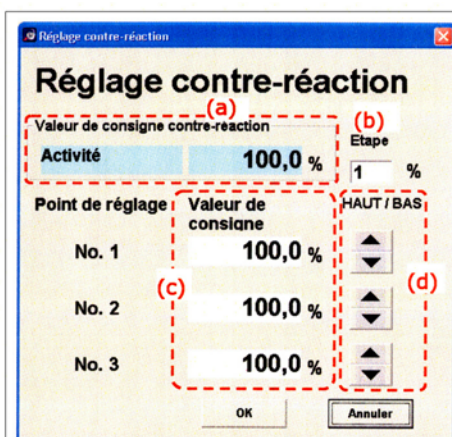 Réglage contre-réaction
Réglage contre-réaction
(a)
Valeur de consigne contre-réaction
Activité 100,0 %
(b)
Etape
1 %
Point de réglage Valeur de consigne HAUT / BAS
No. 1 100,0 %
(c)
(d)
No. 2 100,0 %
No. 3 100,0 %
OK Annuler